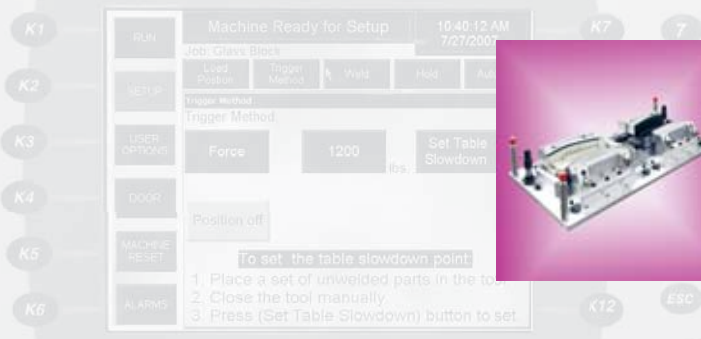 K1
RUN
Machine Ready for Setup
10:40:12 AM
7/27/2007
K7
7
Job: Glavs Block
Load Position
Trigger Method
Weld
Hold
K2
SETUP
Trigger Method
Trigger Method:
K3
USER OPTIONS
Force
1200
lbs.
Set Table Slowdown
K4
DOOR
Position off
K5
MACHINE RESET
To set the table slowdown point:
1. Place a set of unwelded parts in the tool
2. Close the tool manually.
K6
ALARMS
3. Press (Set Table Slowdown) button to set
K12
ESC